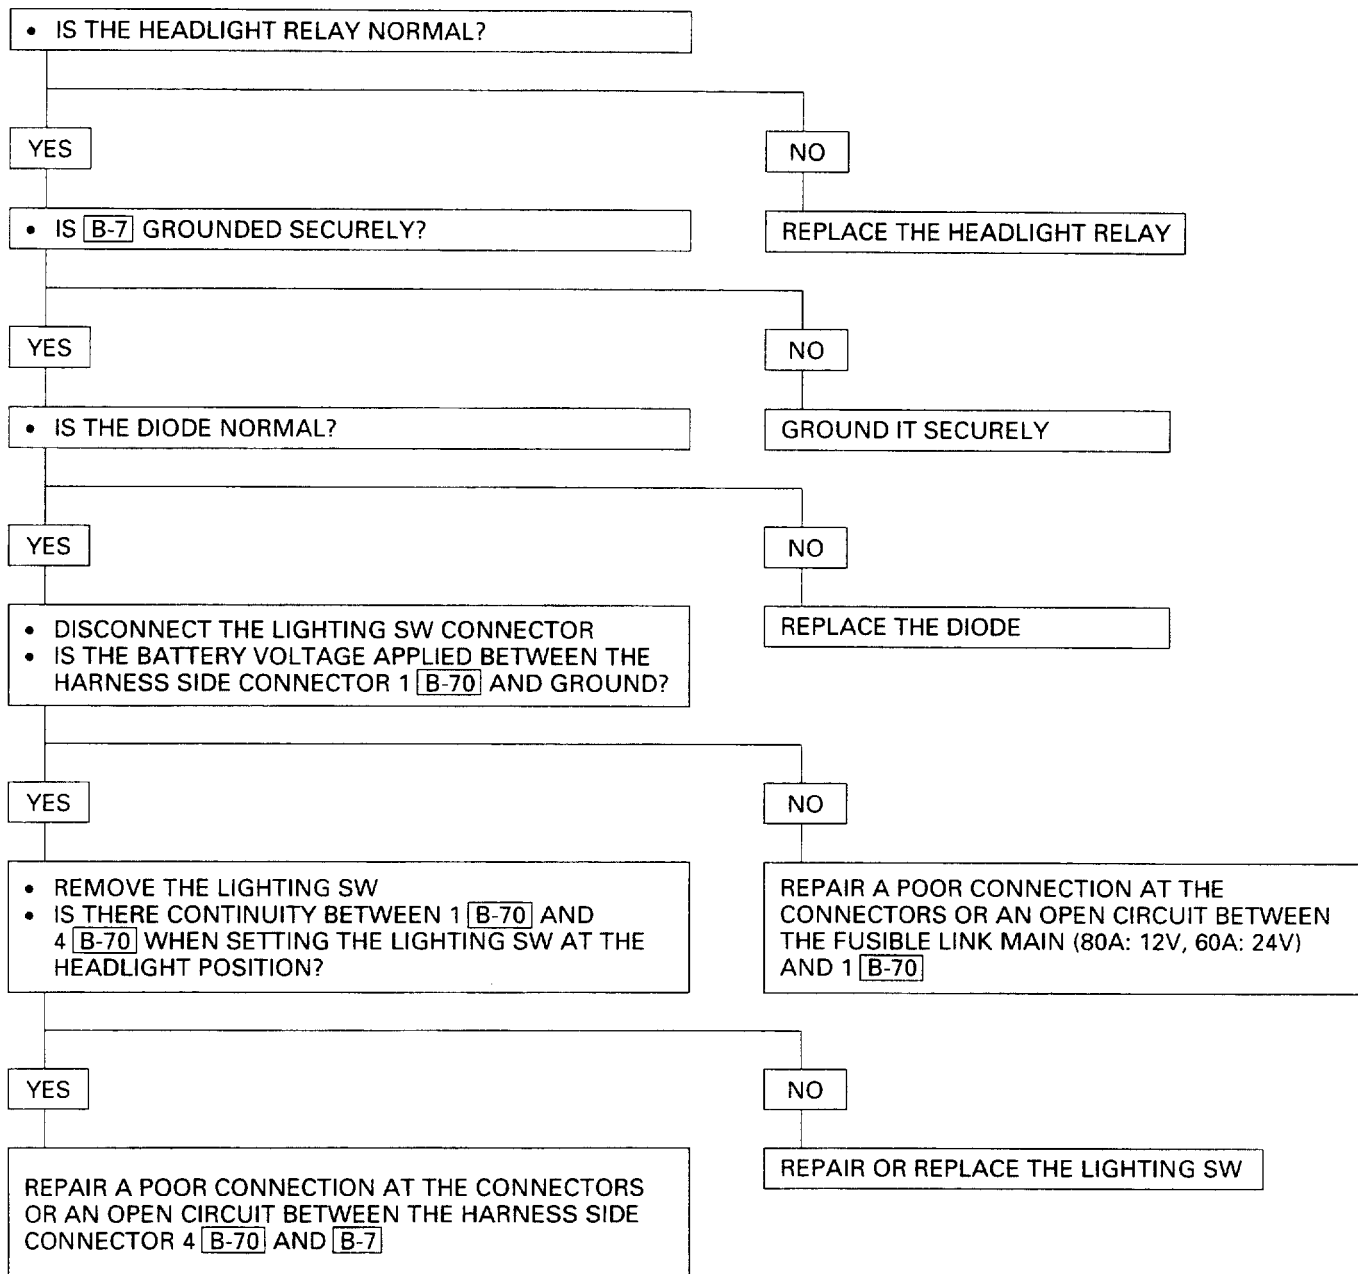 • IS THE HEADLIGHT RELAY NORMAL?
YES
NO
• IS B-7 GROUNDED SECURELY?
REPLACE THE HEADLIGHT RELAY
YES
NO
• IS THE DIODE NORMAL?
GROUND IT SECURELY
YES
NO
• DISCONNECT THE LIGHTING SW CONNECTOR
• IS THE BATTERY VOLTAGE APPLIED BETWEEN THE
HARNESS SIDE CONNECTOR 1 B-70 AND GROUND?
REPLACE THE DIODE
YES
NO
• REMOVE THE LIGHTING SW
• IS THERE CONTINUITY BETWEEN 1 B-70 AND
4 B-70 WHEN SETTING THE LIGHTING SW AT THE
HEADLIGHT POSITION?
REPAIR A POOR CONNECTION AT THE
CONNECTORS OR AN OPEN CIRCUIT BETWEEN
THE FUSIBLE LINK MAIN (80A: 12V, 60A: 24V)
AND 1 B-70
YES
NO
REPAIR A POOR CONNECTION AT THE CONNECTORS
OR AN OPEN CIRCUIT BETWEEN THE HARNESS SIDE
CONNECTOR 4 B-70 AND B-7
REPAIR OR REPLACE THE LIGHTING SW